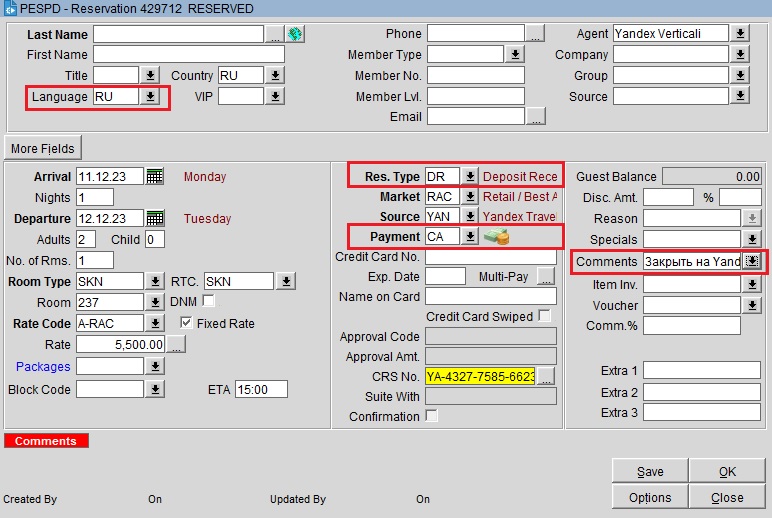 PESPD - Reservation 429712 RESERVED
Last Name ... Phone ... Agent Yandex Verticali
First Name Member Type Company
Title Country RU Member No. Group
Language RU VIP Member Lvl. Source
Email ...
More Fields
Arrival 11.12.23 Monday Res. Type DR Deposit Rece Guest Balance 0.00
Nights 1 Market RAC Retail / Best A Disc. Amt. %
Departure 12.12.23 Tuesday Source YAN Yandex Trave Reason
Adults 2 Child 0 Payment CA Specials
No. of Rms. 1 Credit Card No. Comments Закрыть на Yand
Room Type SKN RTC. SKN Exp. Date Multi-Pay ... Item Inv.
Room 237 DNM Name on Card Voucher
Rate Code A-RAC Fixed Rate Credit Card Swiped Comm.%
Rate 5,500.00 ... Approval Code
Packages Approval Amt.
Block Code ETA 15:00 CRS No. YA-4327-7585-6623 ... Extra 1
Suite With Extra 2
Confirmation Extra 3
Comments
Save OK
Created By On Updated By On Options Close